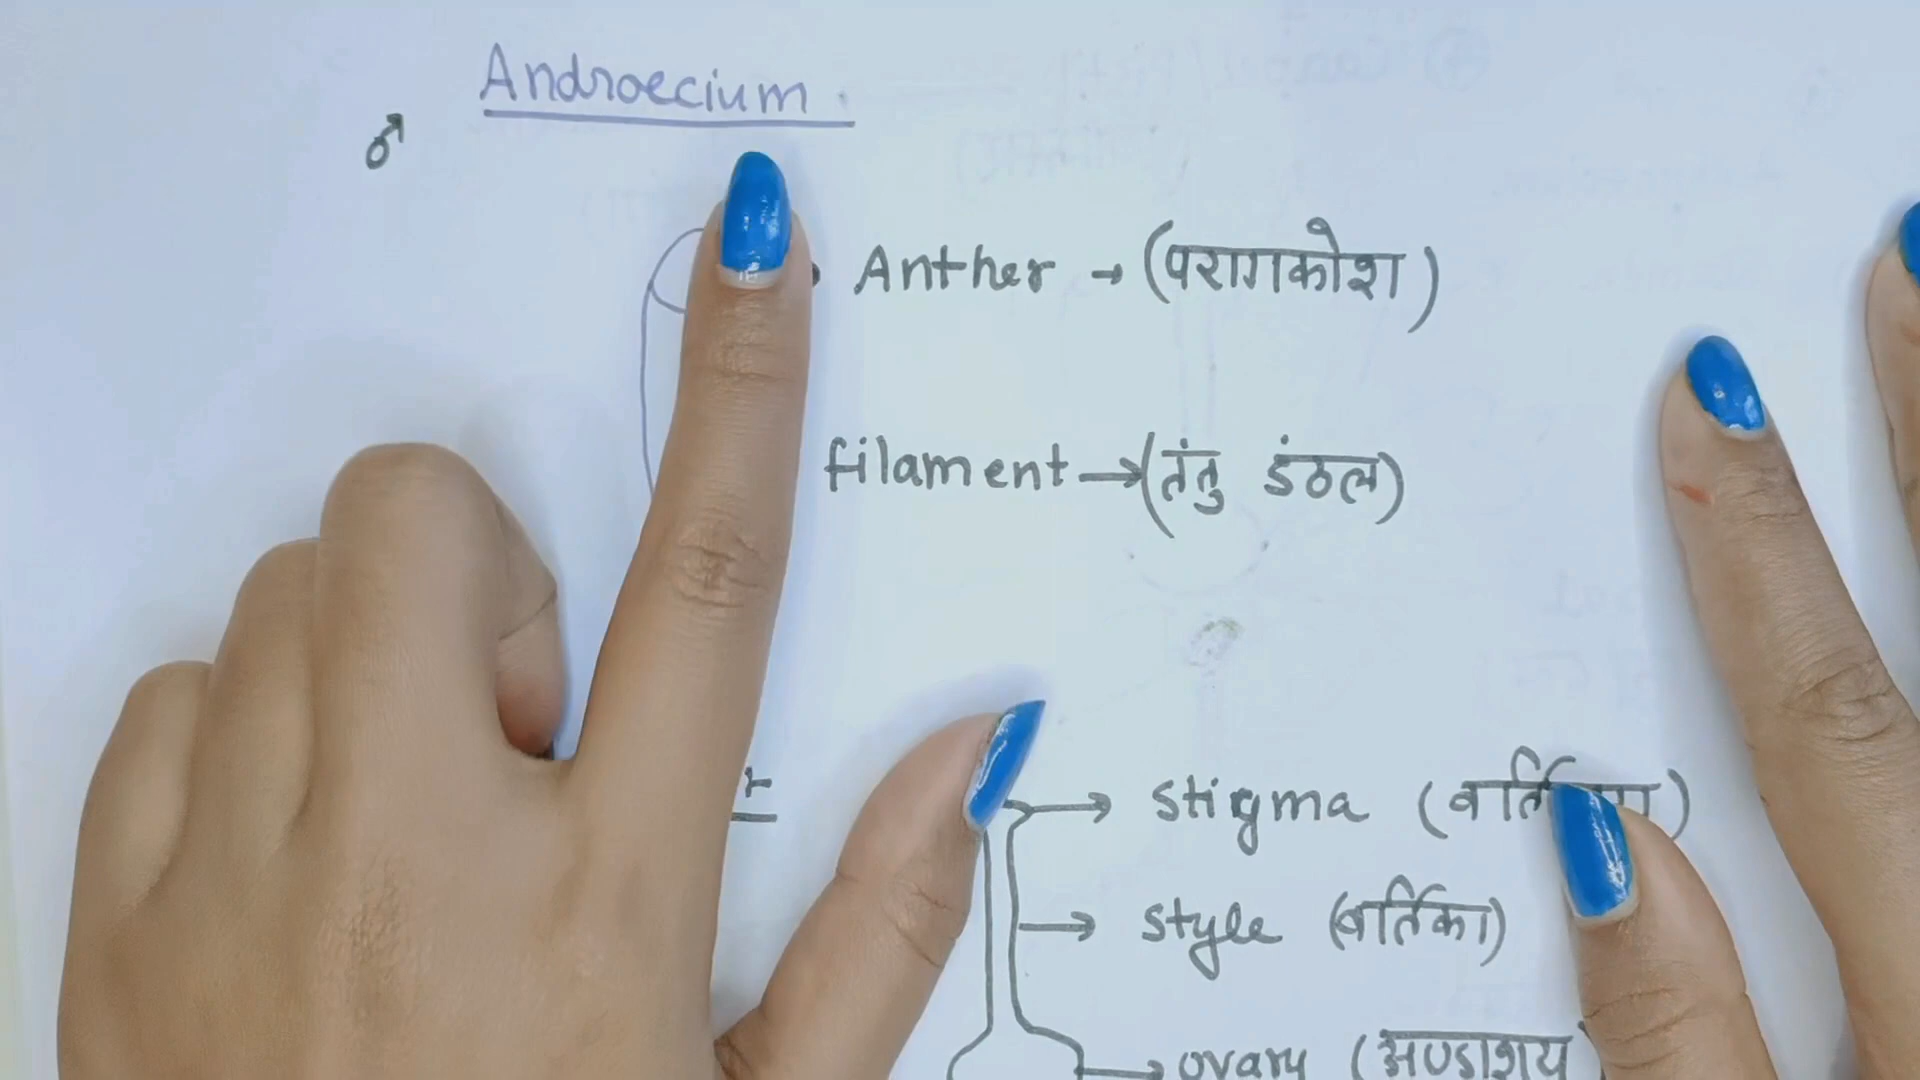 Androecium
♂
Anther → (परागकोश)
filament → (तंतु डंठल)
→ stigma
→ style (वर्तिका)
→ ovary (अण्डाशय